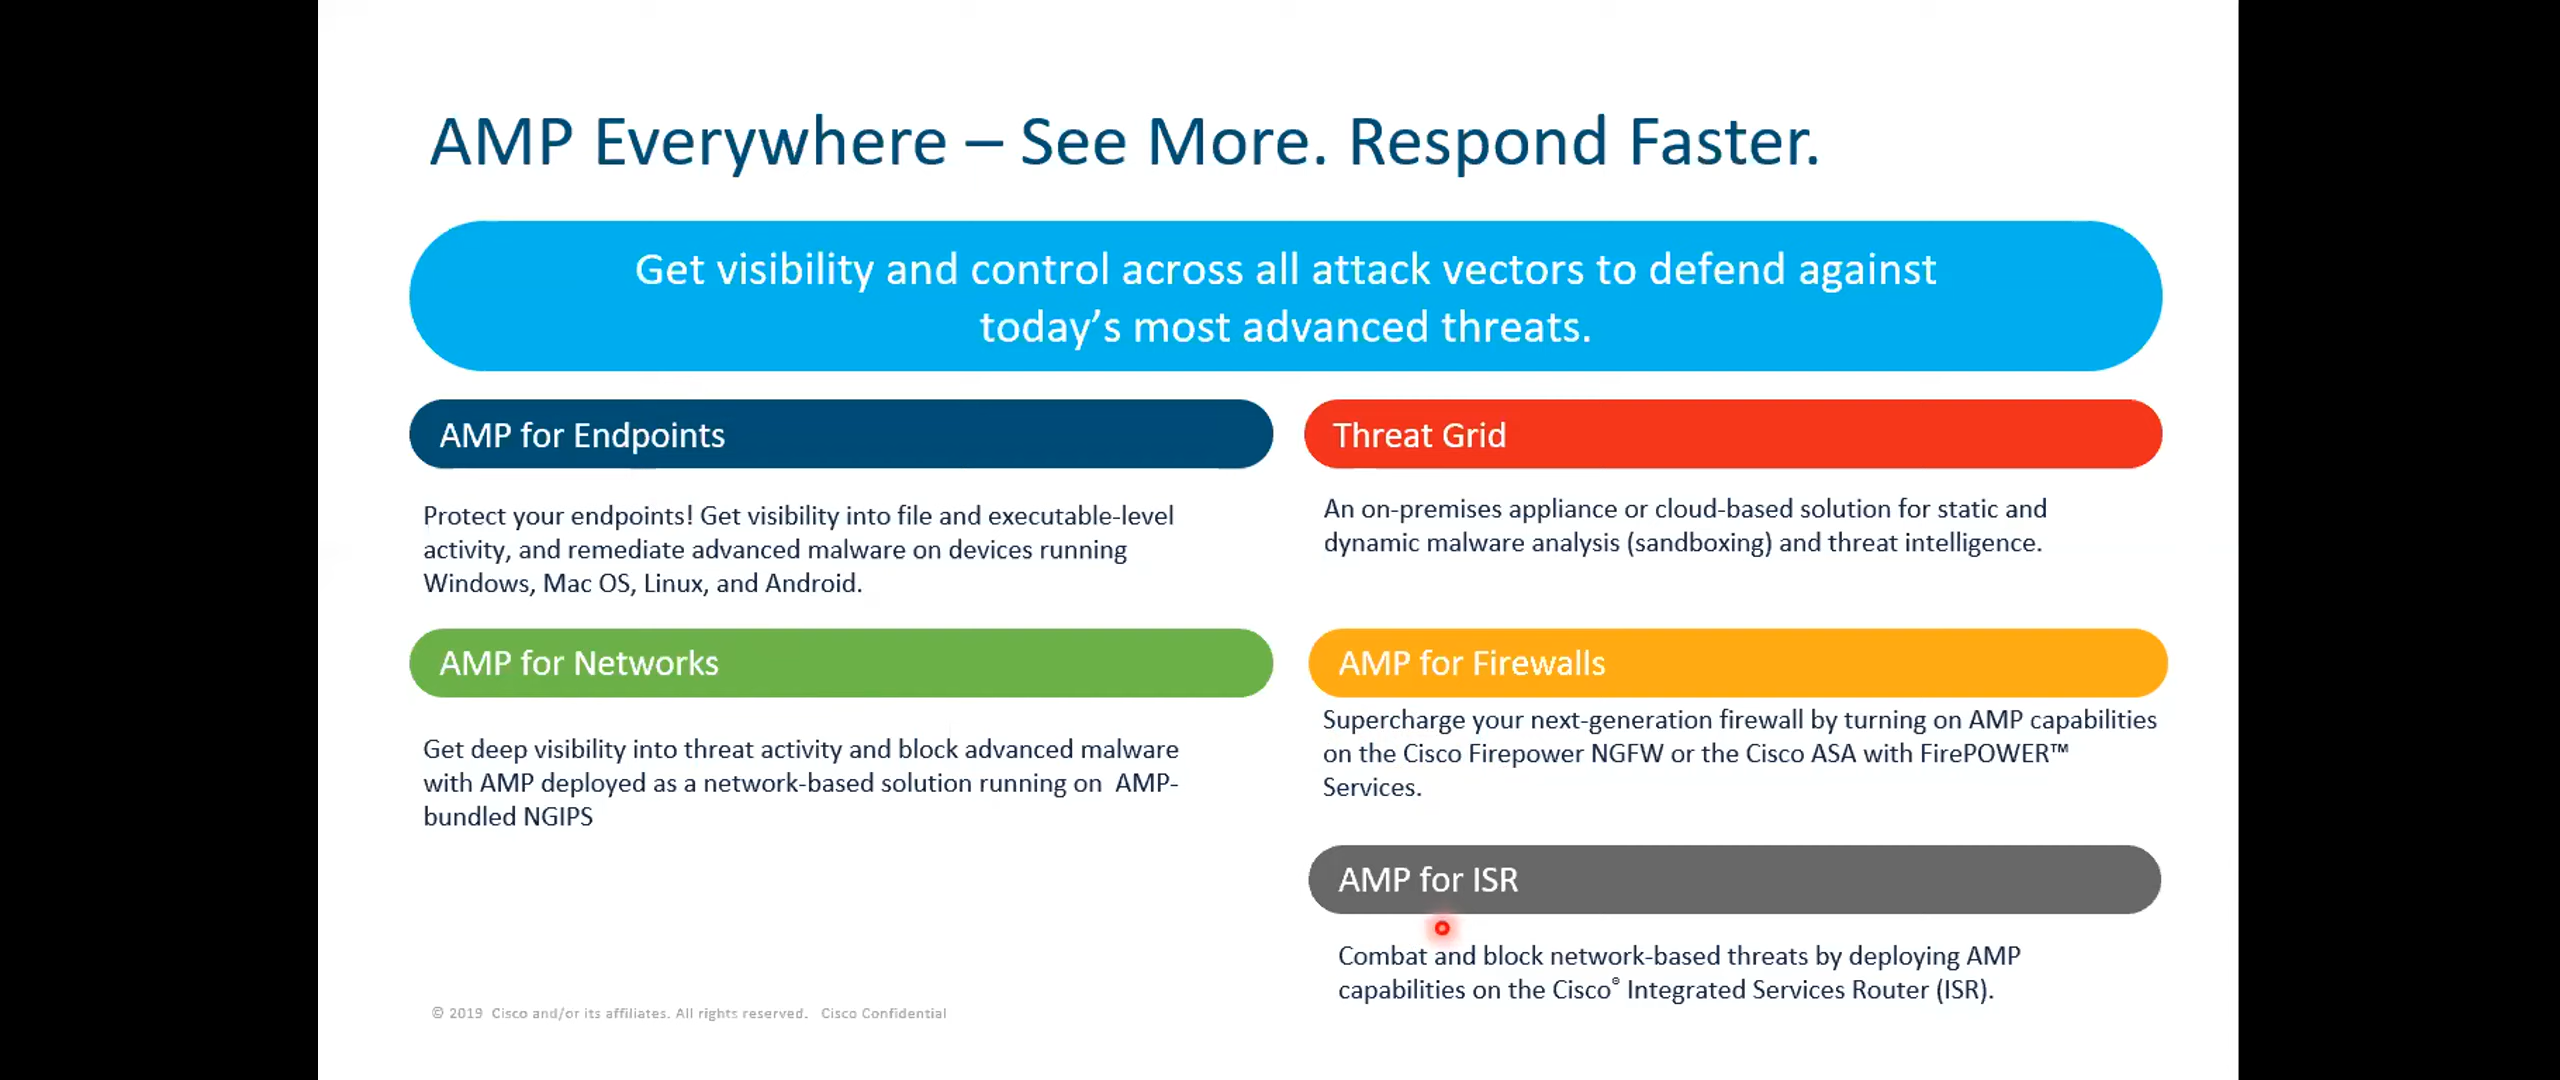 AMP Everywhere – See More. Respond Faster.
Get visibility and control across all attack vectors to defend against
today’s most advanced threats.
AMP for Endpoints
Protect your endpoints! Get visibility into file and executable-level
activity, and remediate advanced malware on devices running
Windows, Mac OS, Linux, and Android.
Threat Grid
An on-premises appliance or cloud-based solution for static and
dynamic malware analysis (sandboxing) and threat intelligence.
AMP for Networks
Get deep visibility into threat activity and block advanced malware
with AMP deployed as a network-based solution running on  AMP-
bundled NGIPS
AMP for Firewalls
Supercharge your next-generation firewall by turning on AMP capabilities
on the Cisco Firepower NGFW or the Cisco ASA with FirePOWER™
Services.
AMP for ISR
Combat and block network-based threats by deploying AMP
capabilities on the Cisco® Integrated Services Router (ISR).
© 2019 Cisco and/or its affiliates. All rights reserved. Cisco Confidential